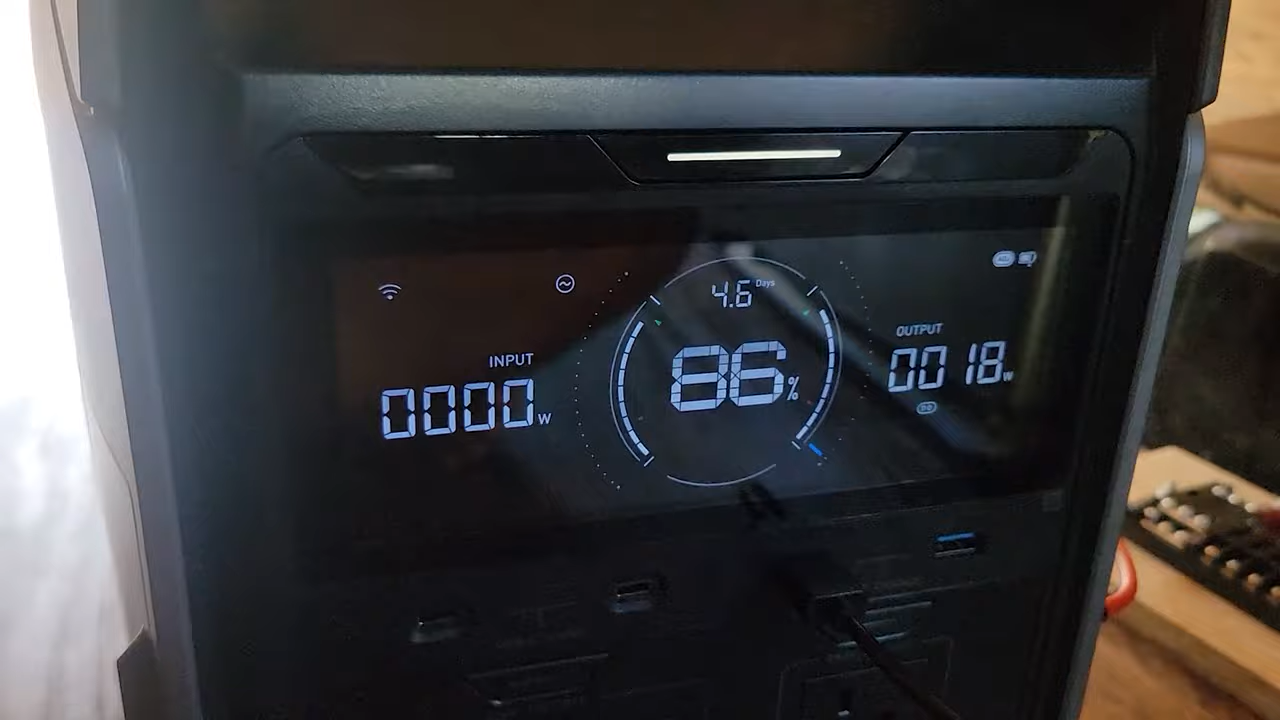 4.6 Days
INPUT
0000 W
86 %
OUTPUT
0018 W